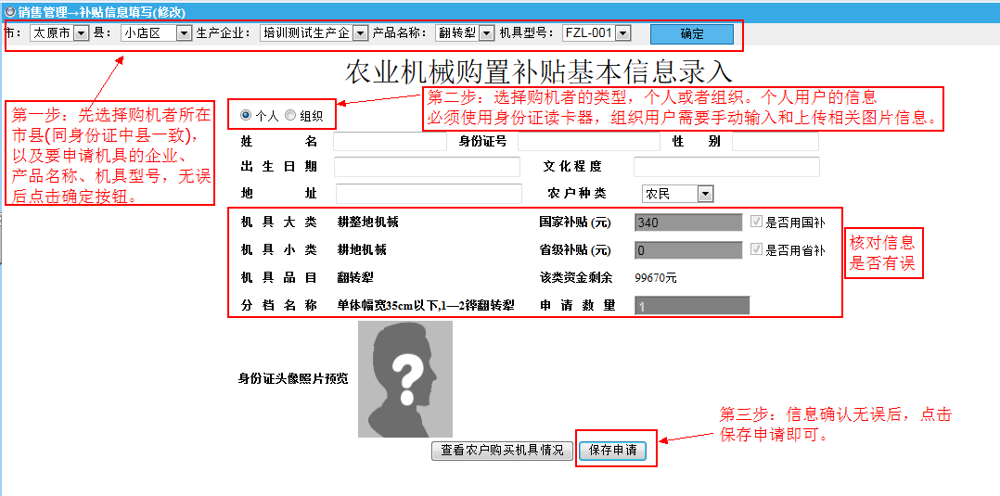 销售管理→补贴信息填写(修改)
市： 太原市 县： 小店区 生产企业： 培训测试生产企 产品名称： 翻转犁 机具型号： FZL-001 确定
农业机械购置补贴基本信息录入
第一步：先选择购机者所在
市县(同身份证中县一致)，
以及要申请机具的企业、
产品名称、机具型号，无误
后点击确定按钮。
第二步：选择购机者的类型，个人或者组织。个人用户的信息
必须使用身份证读卡器，组织用户需要手动输入和上传相关图片信息。
个人 组织
姓 名 身份证号 性 别
出 生 日 期 文 化 程 度
地 址 农 户 种 类 农民
机 具 大 类 耕整地机械 国家补贴 (元) 340 是否用国补
机 具 小 类 耕地机械 省级补贴 (元) 0 是否用省补
机 具 品 目 翻转犁 该类资金剩余 99670元
分 档 名 称 单体幅宽35cm以下,1—2铧翻转犁 申 请 数 量 1
核对信息
是否有误
身份证头像照片预览
第三步：信息确认无误后，点击
保存申请即可。
查看农户购买机具情况 保存申请